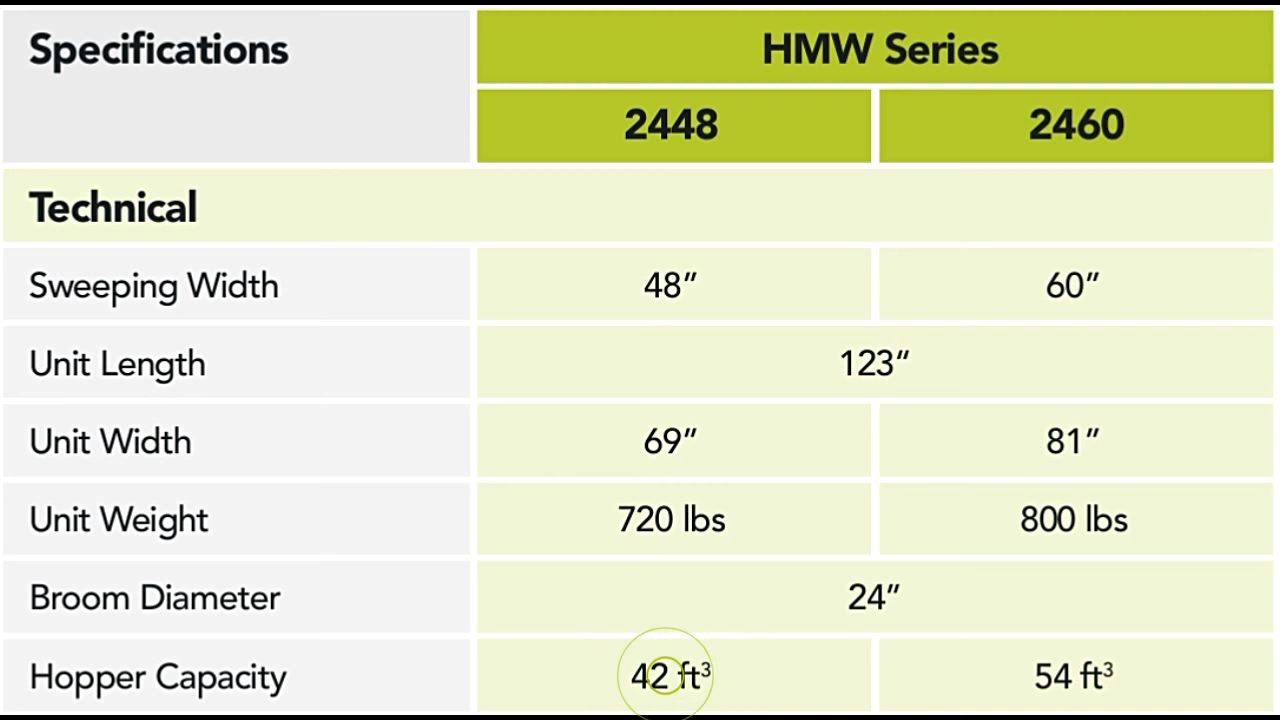 Specifications
HMW Series
2448 2460
Technical
Sweeping Width 48″ 60″
Unit Length 123″
Unit Width 69″ 81″
Unit Weight 720 lbs 800 lbs
Broom Diameter 24″
Hopper Capacity 42 ft³ 54 ft³